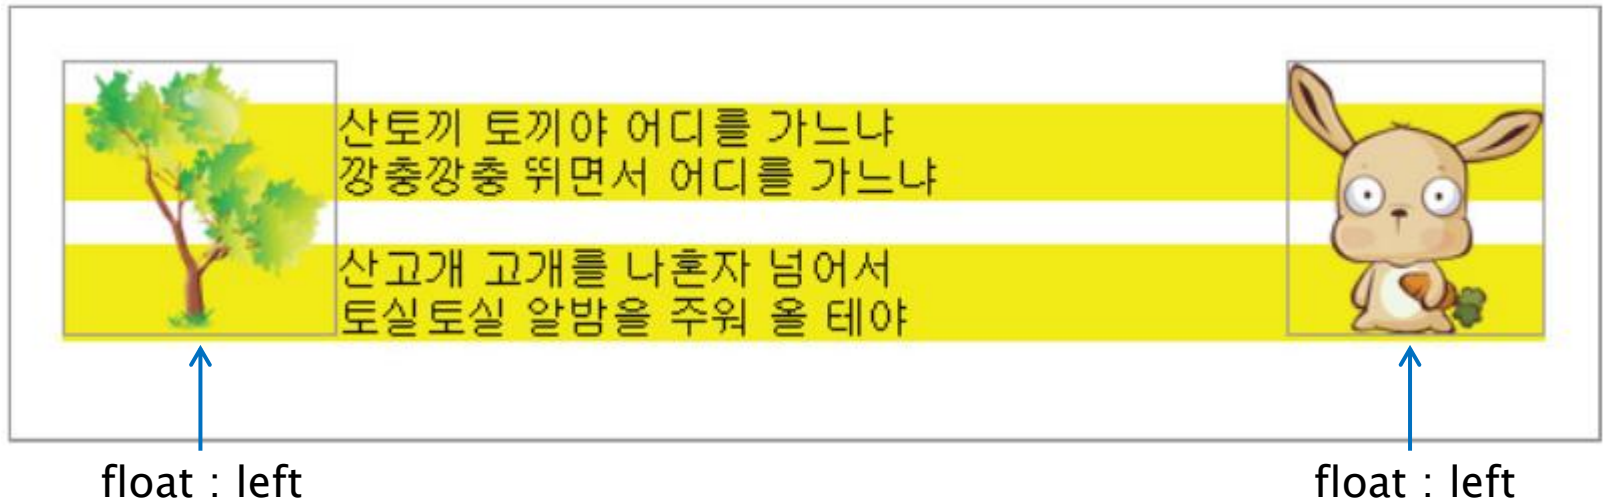 산토끼 토끼야 어디를 가느냐
깡충깡충 뛰면서 어디를 가느냐
산고개 고개를 나혼자 넘어서
토실토실 알밤을 주워 올 테야
float : left
float : left